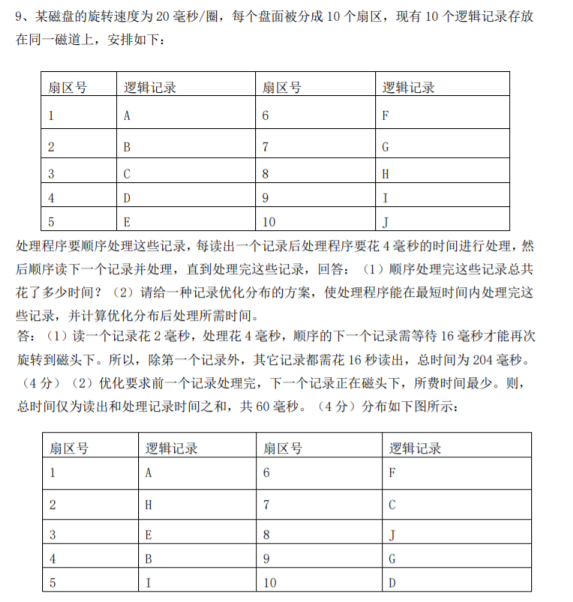 9、某磁盘的旋转速度为 20 毫秒/圈，每个盘面被分成 10 个扇区，现有 10 个逻辑记录存放
在同一磁道上，安排如下：
扇区号 逻辑记录 扇区号 逻辑记录
1 A 6 F
2 B 7 G
3 C 8 H
4 D 9 I
5 E 10 J
处理程序要顺序处理这些记录，每读出一个记录后处理程序要花 4 毫秒的时间进行处理，然
后顺序读下一个记录并处理，直到处理完这些记录，回答：（1）顺序处理完这些记录总共
花了多少时间？（2）请给一种记录优化分布的方案，使处理程序能在最短时间内处理完这
些记录，并计算优化分布后处理所需时间。
答：（1）读一个记录花 2 毫秒，处理花 4 毫秒，顺序的下一个记录需等待 16 毫秒才能再次
旋转到磁头下。所以，除第一个记录外，其它记录都需花 16 秒读出，总时间为 204 毫秒。
（4 分）（2）优化要求前一个记录处理完，下一个记录正在磁头下，所费时间最少。则，
总时间仅为读出和处理记录时间之和，共 60 毫秒。（4 分）分布如下图所示：
扇区号 逻辑记录 扇区号 逻辑记录
1 A 6 F
2 H 7 C
3 E 8 J
4 B 9 G
5 I 10 D